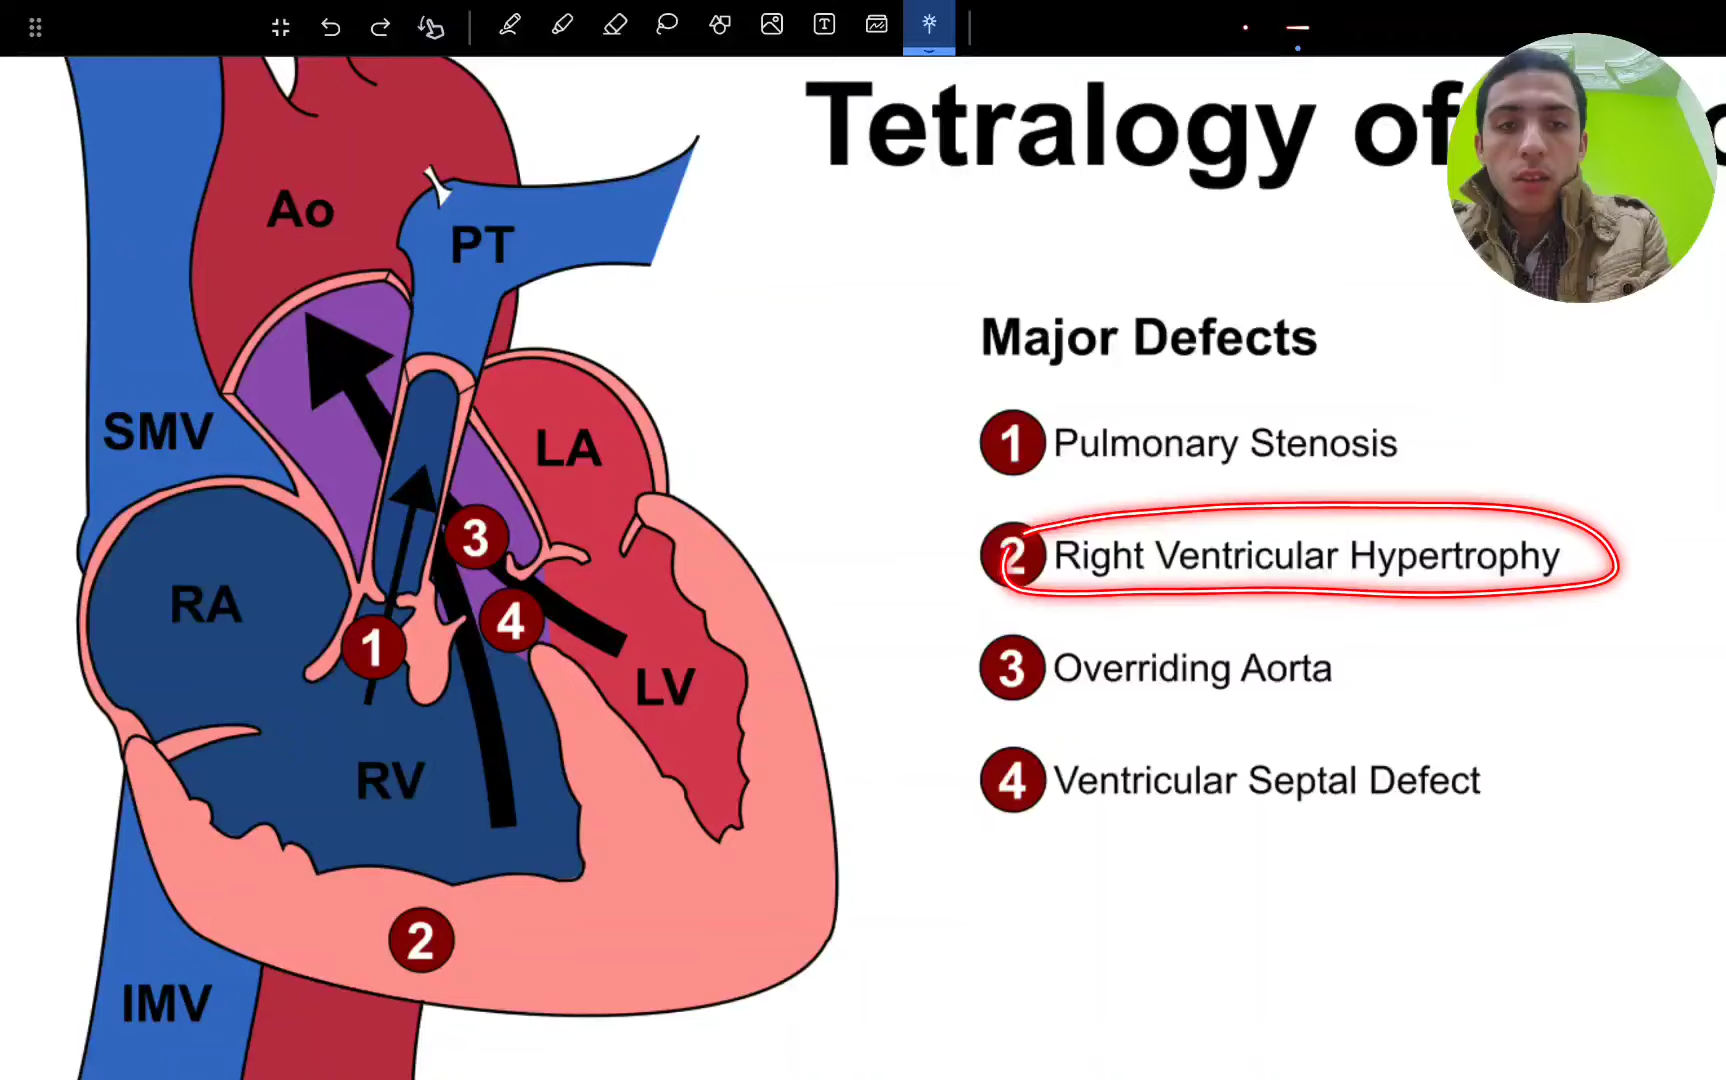 Tetralogy of
Ao
PT
Major Defects
SMV
LA
1 Pulmonary Stenosis
3
2 Right Ventricular Hypertrophy
RA
4
1
3 Overriding Aorta
LV
RV
4 Ventricular Septal Defect
2
IMV